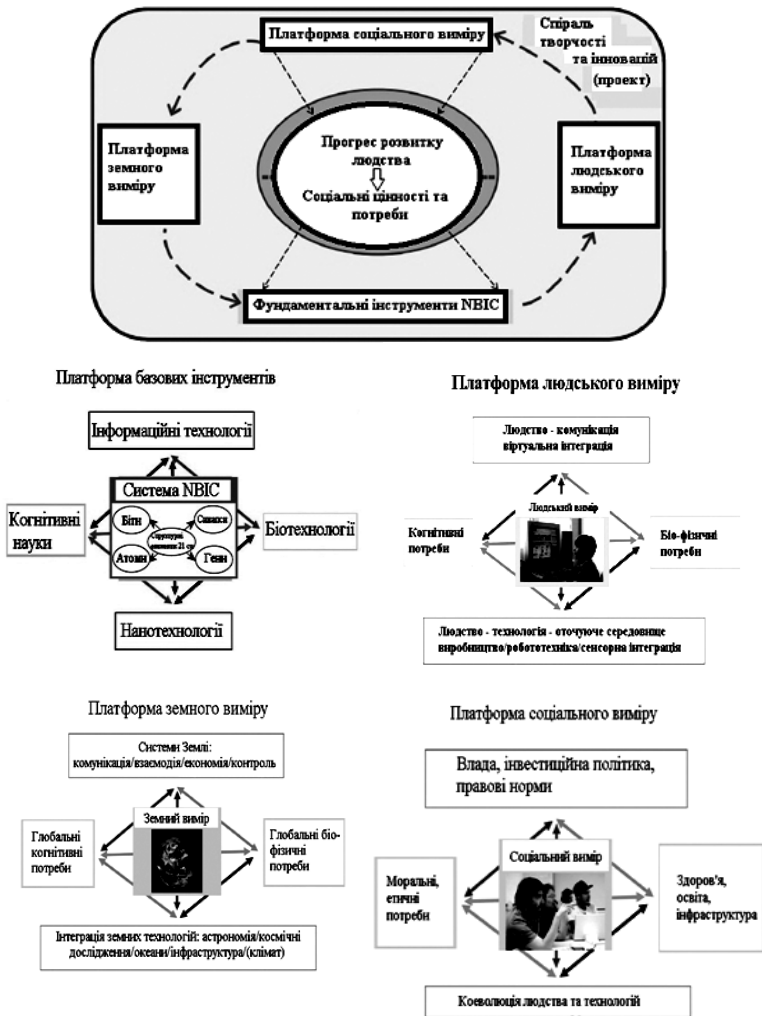 Платформа соціального виміру
Спіраль
творчості
та інновацій
(проект)
Платформа
земного
виміру
Прогрес розвитку
людства
Соціальні цінності та
потреби
Платформа
людського
виміру
Фундаментальні інструменти NBIC
Платформа базових інструментів
Інформаційні технології
Система NBIC
Когнітивні
науки
Біти
Атоми
Гени
21 ст
Біотехнології
Нанотехнології
Платформа людського виміру
Людство - комунікація
віртуальна інтеграція
Людський вимір
Когнітивні
потреби
Біо-фізичні
потреби
Людство - технологія - оточуюче середовище
виробництво/робототехніка/сенсорна інтеграція
Платформа земного виміру
Системи Землі:
комунікація/взаємодія/економія/контроль
Земний вимір
Глобальні
когнітивні
потреби
Глобальні біо-
фізичні
потреби
Інтеграція земних технологій: астрономія/космічні
дослідження/океани/інфраструктура/(клімат)
Платформа соціального виміру
Влада, інвестиційна політика,
правові норми
Соціальний вимір
Моральні,
етичні
потреби
Здоров'я,
освіта,
інфраструктура
Коеволюція людства та технологій